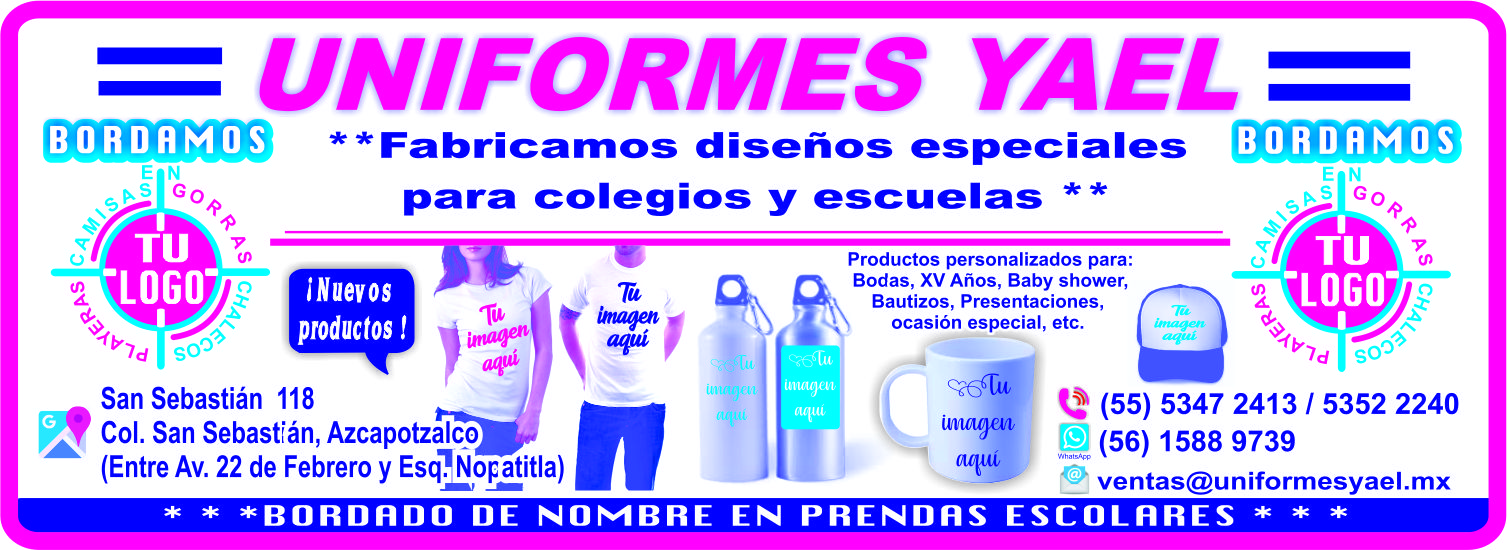 UNIFORMES YAEL
BORDAMOS
EN
CAMISAS
GORRAS
CHALECOS
PLAYERAS
TU
LOGO
**Fabricamos diseños especiales
para colegios y escuelas **
BORDAMOS
EN
CAMISAS
GORRAS
CHALECOS
PLAYERAS
TU
LOGO
¡Nuevos
productos!
Tu
imagen
aquí
Tu
imagen
aquí
Tu
imagen
aquí
Tu
imagen
aquí
Productos personalizados para:
Bodas, XV Años, Baby shower,
Bautizos, Presentaciones,
ocasión especial, etc.
Tu
imagen
aquí
Tu
imagen
aquí
G
San Sebastián 118
Col. San Sebastián, Azcapotzalco
(Entre Av. 22 de Febrero y Esq. Nopatitla)
(55) 5347 2413 / 5352 2240
WhatsApp
(56) 1588 9739
@
ventas@uniformesyael.mx
* * *BORDADO DE NOMBRE EN PRENDAS ESCOLARES * * *